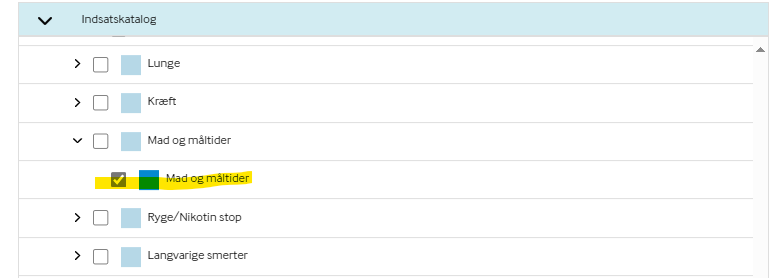 Indsatskatalog
Lunge
Kræft
Mad og måltider
Mad og måltider
Ryge/Nikotin stop
Langvarige smerter